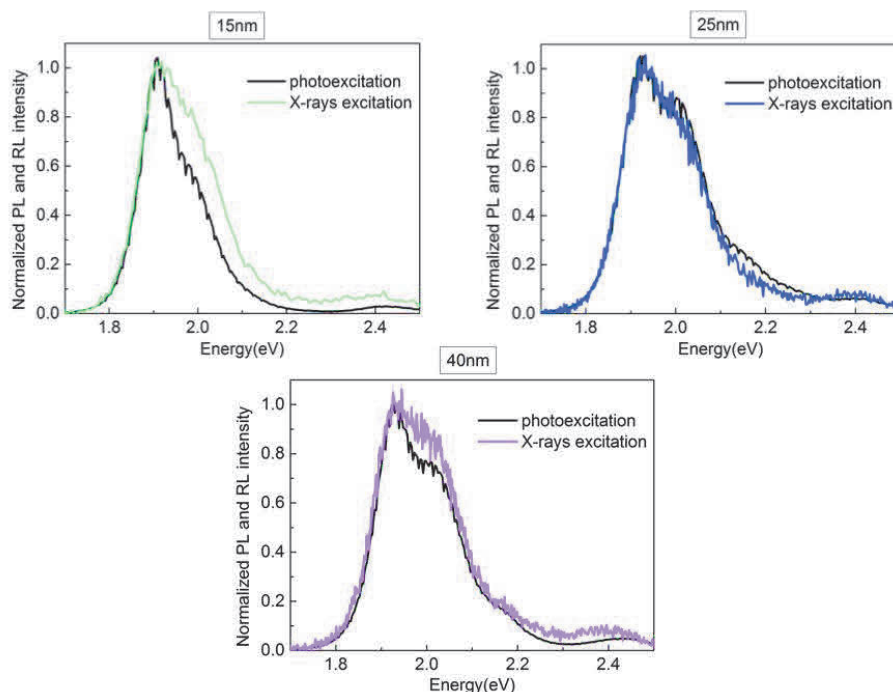 15nm
Normalized PL and RL intensity
1.0
0.8
0.6
0.4
0.2
0.0
photoexcitation
X-rays excitation
1.8 2.0 2.2 2.4
Energy(eV)
25nm
Normalized PL and RL intensity
1.0
0.8
0.6
0.4
0.2
0.0
photoexcitation
X-rays excitation
1.8 2.0 2.2 2.4
Energy(eV)
40nm
Normalized PL and RL intensity
1.0
0.8
0.6
0.4
0.2
0.0
photoexcitation
X-rays excitation
1.8 2.0 2.2 2.4
Energy(eV)